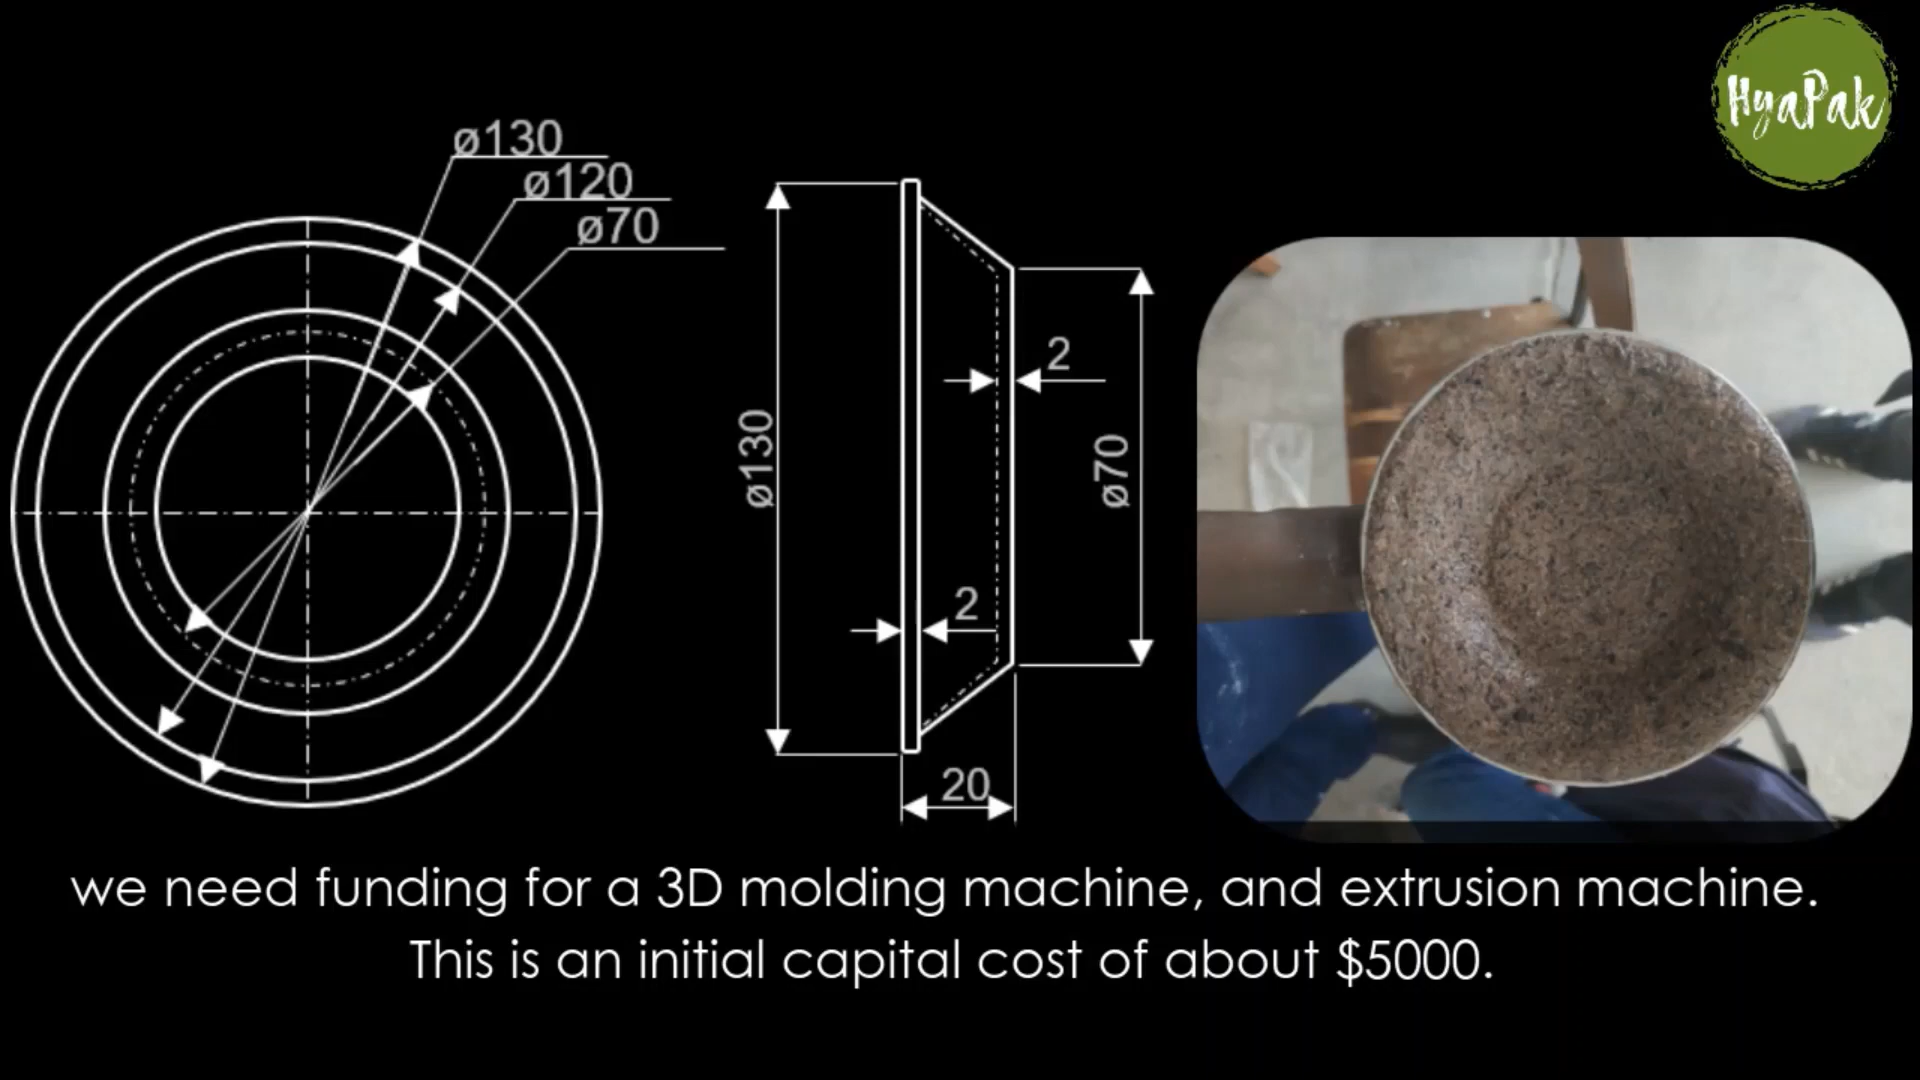 HyaPak
ø130
ø120
ø70
ø130
2
ø70
2
20
we need funding for a 3D molding machine, and extrusion machine.
This is an initial capital cost of about $5000.